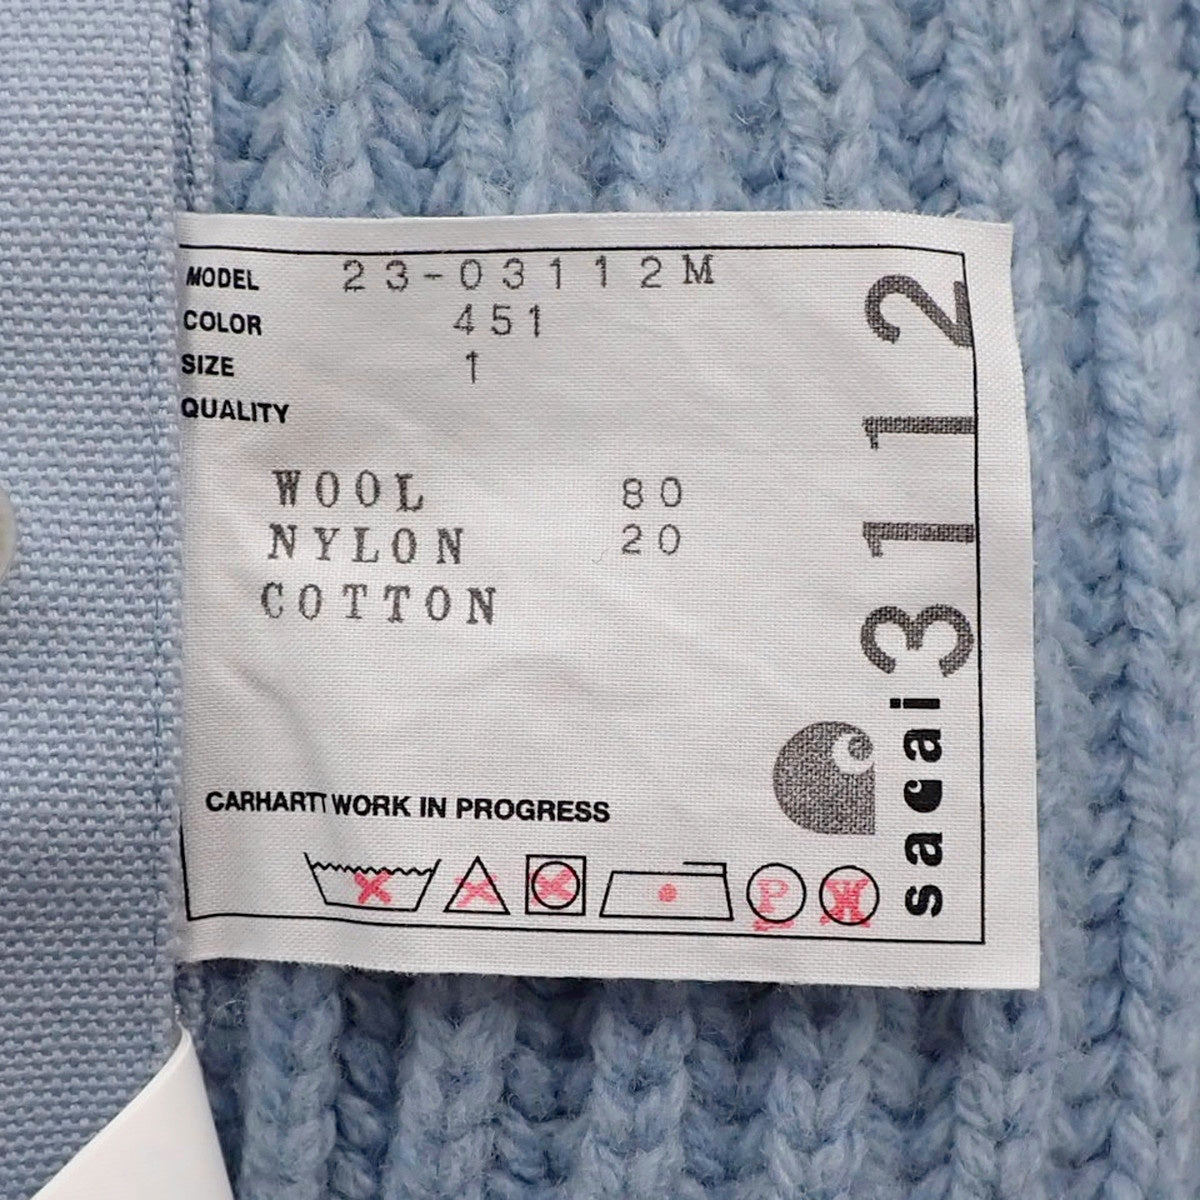 MODEL 23-03112M
COLOR 451
SIZE 1
QUALITY
WOOL 80
NYLON 20
COTTON
CARHARTT WORK IN PROGRESS
P
sacai 3112